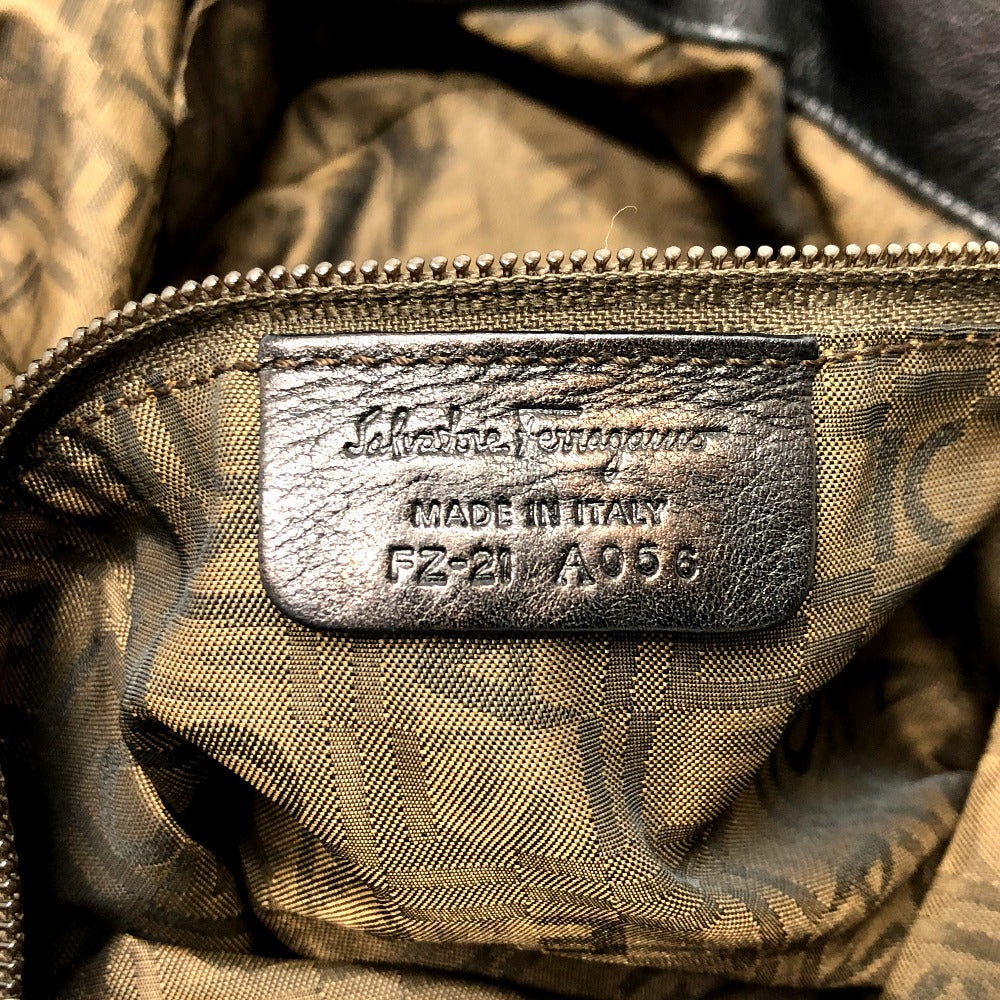 Salvatore Ferragamo
MADE IN ITALY
FZ-21 A056